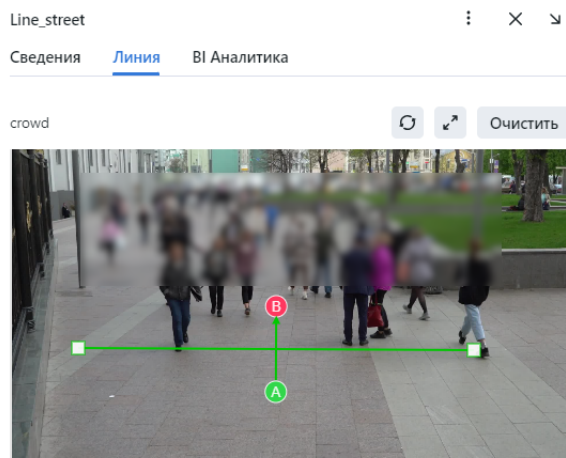 Line_street
Сведения Линия BI Аналитика
crowd Очистить
B
A